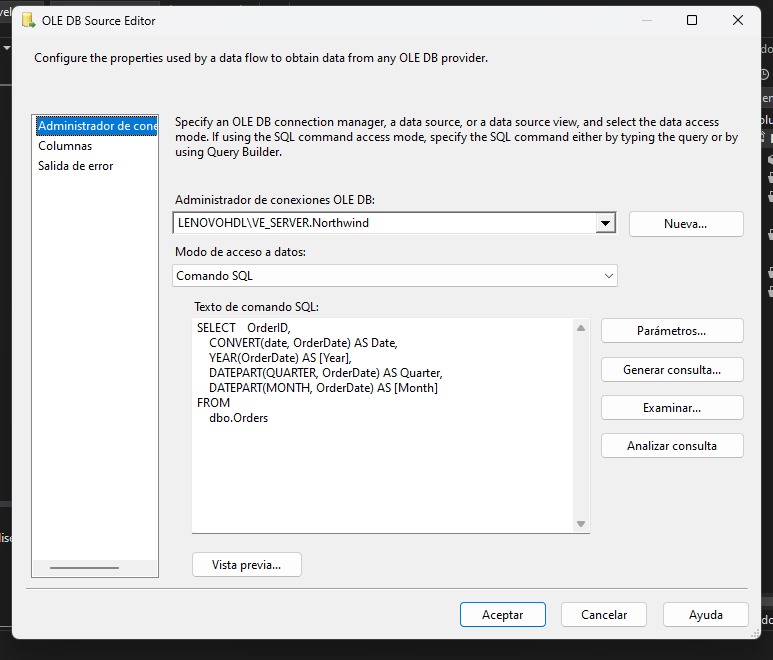 OLE DB Source Editor
Configure the properties used by a data flow to obtain data from any OLE DB provider.
Administrador de cone
Columnas
Salida de error
Specify an OLE DB connection manager, a data source, or a data source view, and select the data access
mode. If using the SQL command access mode, specify the SQL command either by typing the query or by
using Query Builder.
Administrador de conexiones OLE DB:
LENOVOHDL\VE_SERVER.Northwind
Nueva...
Modo de acceso a datos:
Comando SQL
Texto de comando SQL:
SELECT OrderID,
CONVERT(date, OrderDate) AS Date,
YEAR(OrderDate) AS [Year],
DATEPART(QUARTER, OrderDate) AS Quarter,
DATEPART(MONTH, OrderDate) AS [Month]
FROM
dbo.Orders
Parámetros...
Generar consulta...
Examinar...
Analizar consulta
Vista previa...
Aceptar
Cancelar
Ayuda